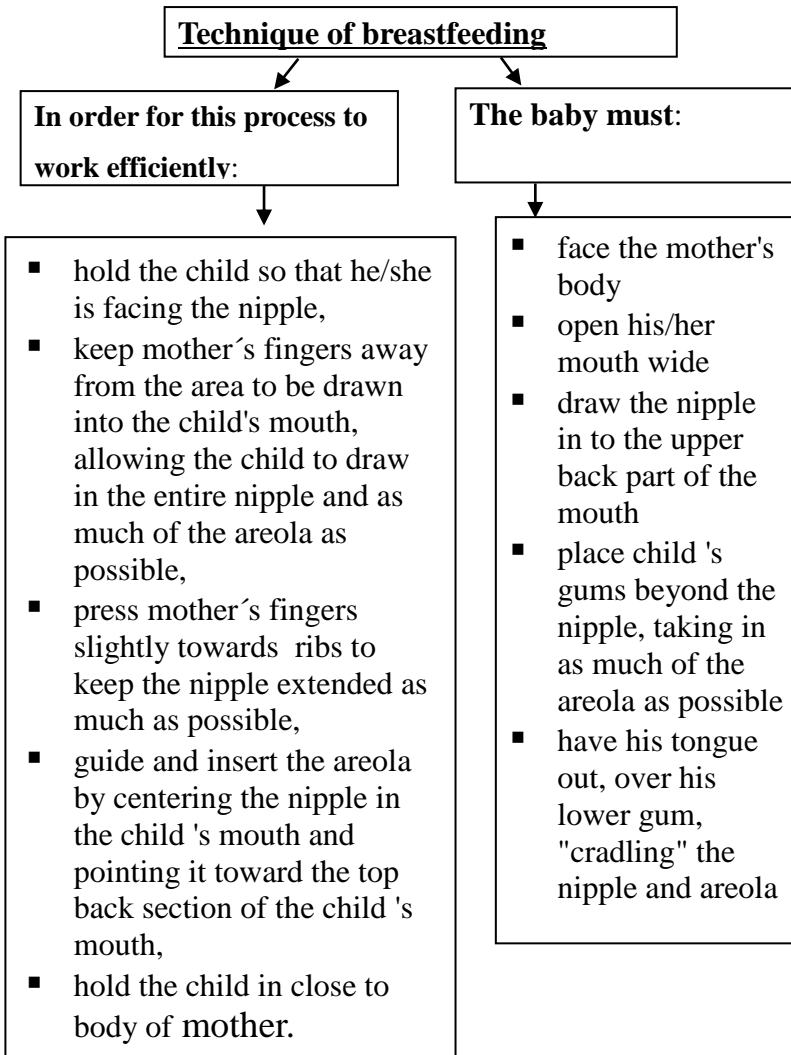 Technique of breastfeeding
In order for this process to
work efficiently:
The baby must:
▪ hold the child so that he/she
is facing the nipple,
▪ keep mother´s fingers away
from the area to be drawn
into the child's mouth,
allowing the child to draw
in the entire nipple and as
much of the areola as
possible,
▪ press mother´s fingers
slightly towards ribs to
keep the nipple extended as
much as possible,
▪ guide and insert the areola
by centering the nipple in
the child 's mouth and
pointing it toward the top
back section of the child 's
mouth,
▪ hold the child in close to
body of mother.
▪ face the mother's
body
▪ open his/her
mouth wide
▪ draw the nipple
in to the upper
back part of the
mouth
▪ place child 's
gums beyond the
nipple, taking in
as much of the
areola as possible
▪ have his tongue
out, over his
lower gum,
"cradling" the
nipple and areola